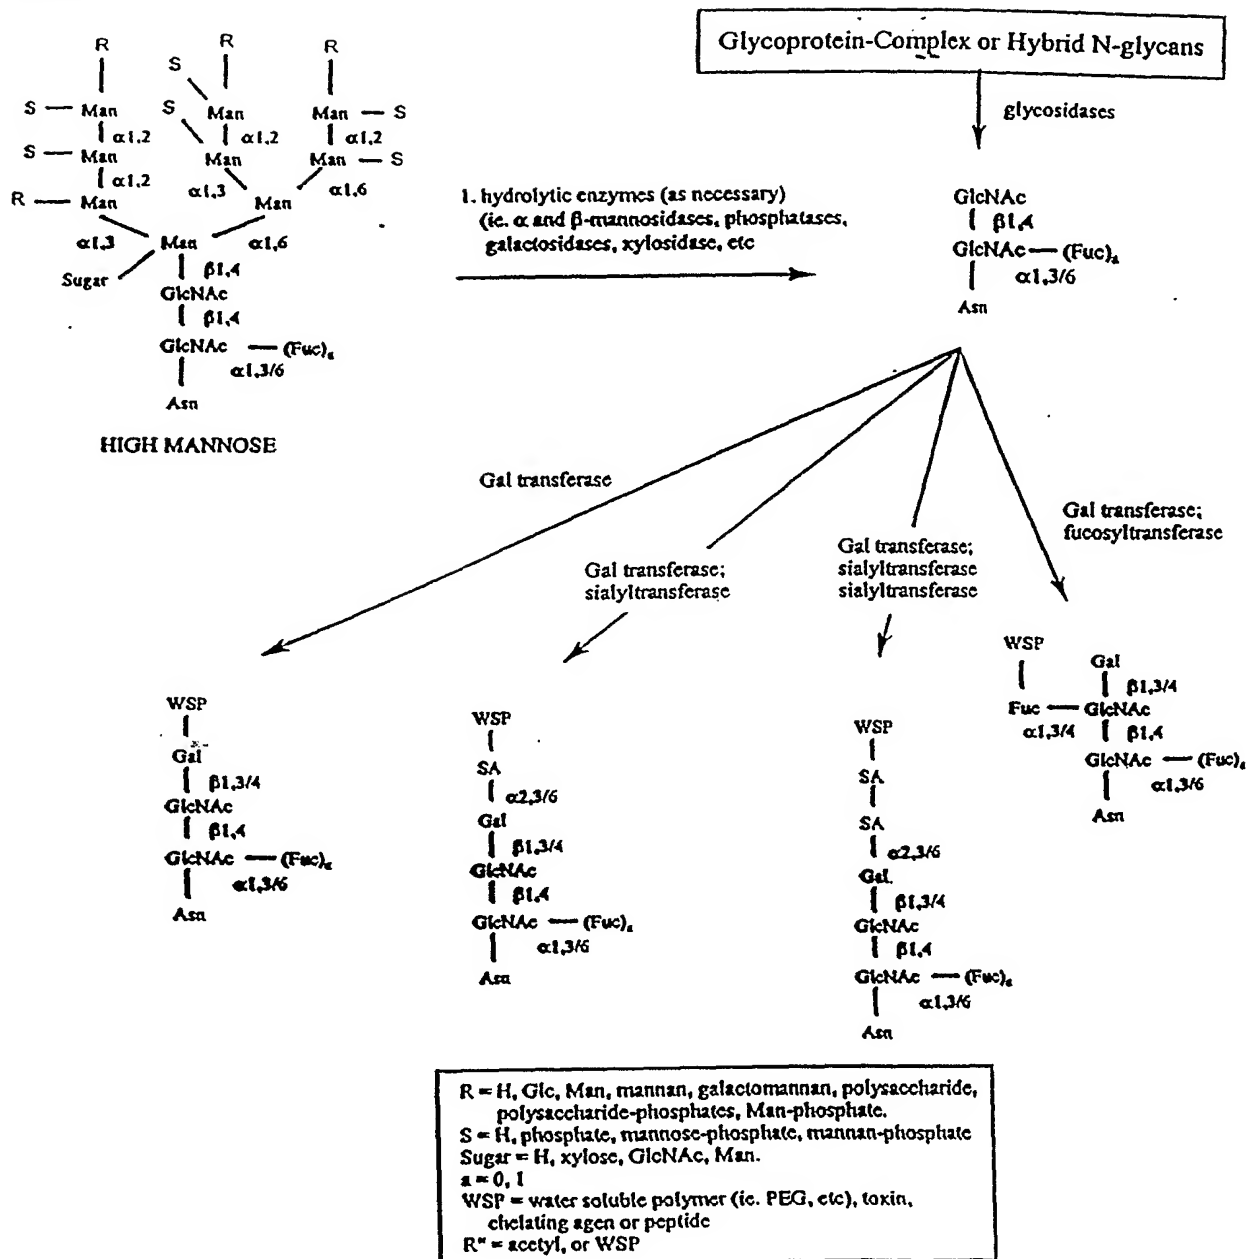 Glycoprotein-Complex or Hybrid N-glycans
glycosidases
R
R
R
S
S
S — Man
Man
Man — S
α1,2
α1,2
α1,2
S — Man
Man
Man — S
α1,2
α1,3
α1,6
R — Man
Man
α1,3
Man
α1,6
Sugar
β1,4
GlcNAc
β1,4
GlcNAc — (Fuc)a
α1,3/6
Asn
HIGH MANNOSE
1. hydrolytic enzymes (as necessary)
(ie. α and β-mannosidases, phosphatases,
galactosidases, xylosidase, etc
GlcNAc
β1,4
GlcNAc — (Fuc)a
α1,3/6
Asn
Gal transferase
Gal transferase;
sialyltransferase
Gal transferase;
sialyltransferase
sialyltransferase
Gal transferase;
fucosyltransferase
WSP
Gal
β1,3/4
GlcNAc
β1,4
GlcNAc — (Fuc)a
α1,3/6
Asn
WSP
SA
α2,3/6
Gal
β1,3/4
GlcNAc
β1,4
GlcNAc — (Fuc)a
α1,3/6
Asn
WSP
SA
SA
α2,3/6
Gal
β1,3/4
GlcNAc
β1,4
GlcNAc — (Fuc)a
α1,3/6
Asn
WSP
Gal
β1,3/4
Fuc — GlcNAc
α1,3/4
β1,4
GlcNAc — (Fuc)a
α1,3/6
Asn
R = H, Glc, Man, mannan, galactomannan, polysaccharide,
polysaccharide-phosphates, Man-phosphate.
S = H, phosphate, mannose-phosphate, mannan-phosphate
Sugar = H, xylose, GlcNAc, Man.
a = 0, 1
WSP = water soluble polymer (ie. PEG, etc), toxin,
chelating agen or peptide
R" = acetyl, or WSP